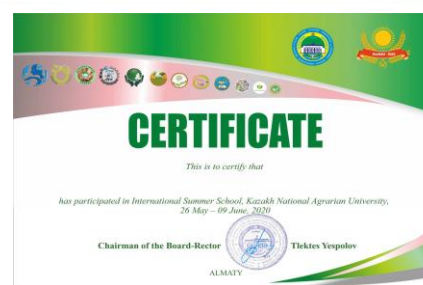 CERTIFICATE
This is to certify that
has participated in International Summer School, Kazakh National Agrarian University,
26 May – 09 June, 2020
Chairman of the Board-Rector Tlektes Yespolov
ALMATY